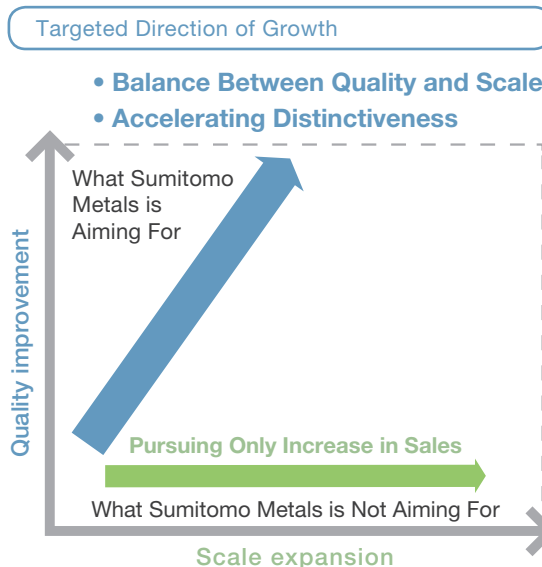 Targeted Direction of Growth
• Balance Between Quality and Scale
• Accelerating Distinctiveness
What Sumitomo
Metals is
Aiming For
Quality improvement
Pursuing Only Increase in Sales
What Sumitomo Metals is Not Aiming For
Scale expansion